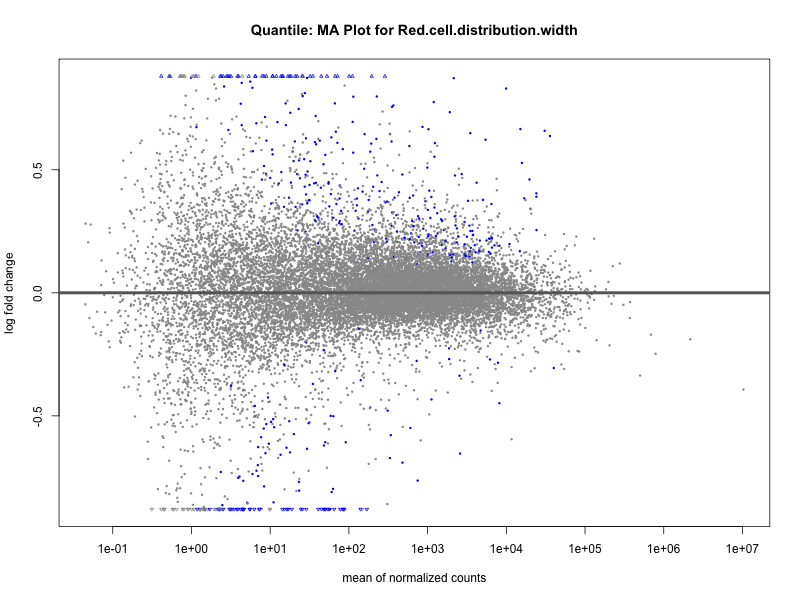 Quantile: MA Plot for Red.cell.distribution.width
log fold change
0.5
0.0
-0.5
1e-01 1e+00 1e+01 1e+02 1e+03 1e+04 1e+05 1e+06 1e+07
mean of normalized counts